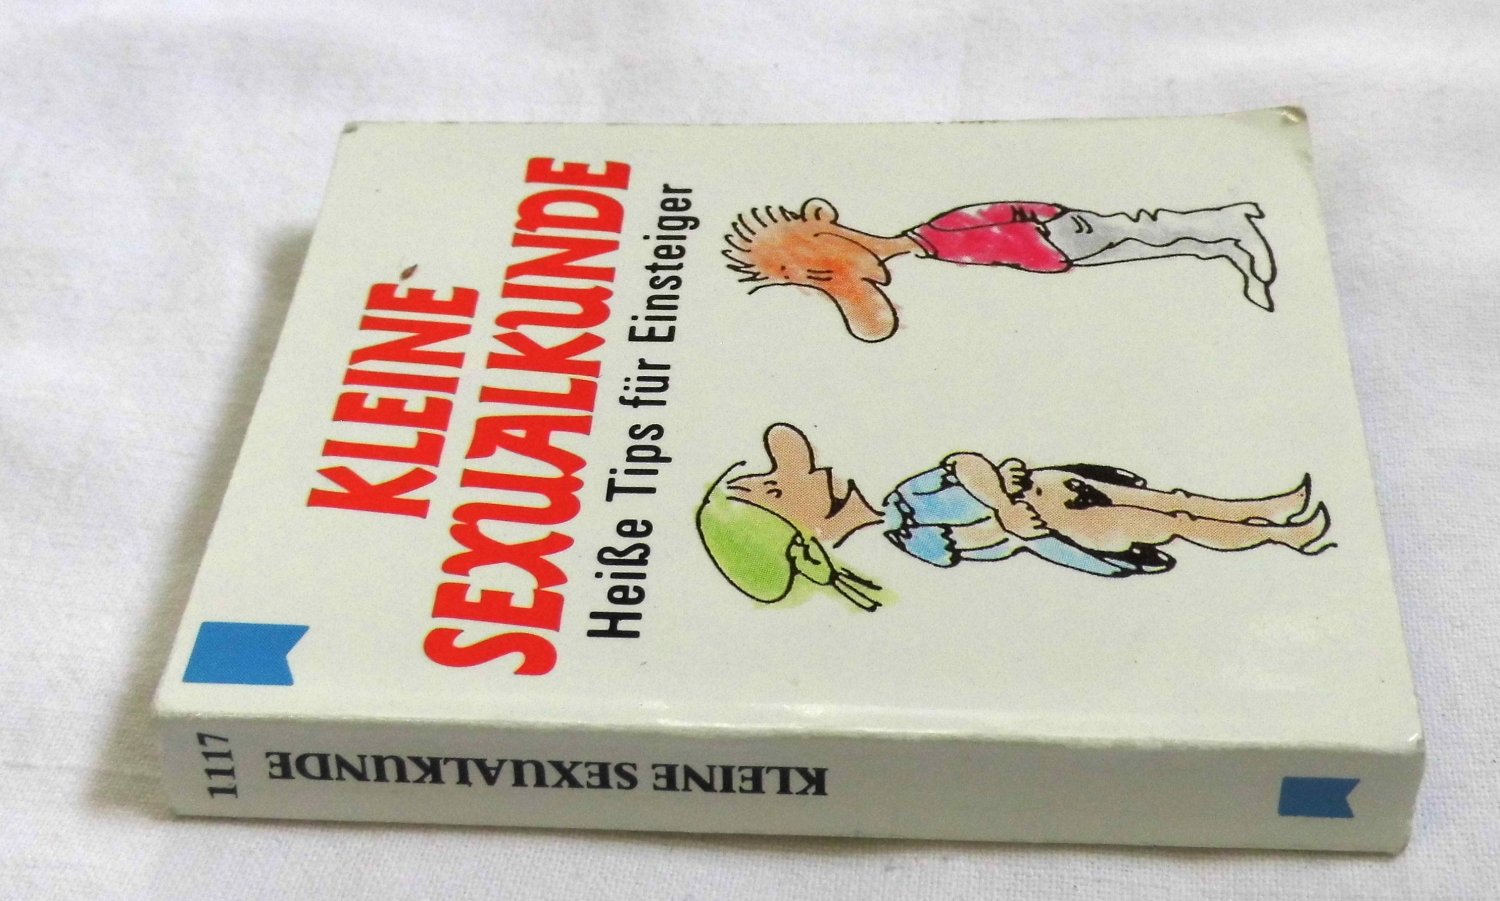 KLEINE
SEXUALKUNDE
Heiße Tips für Einsteiger
1117
KLEINE SEXUALKUNDE